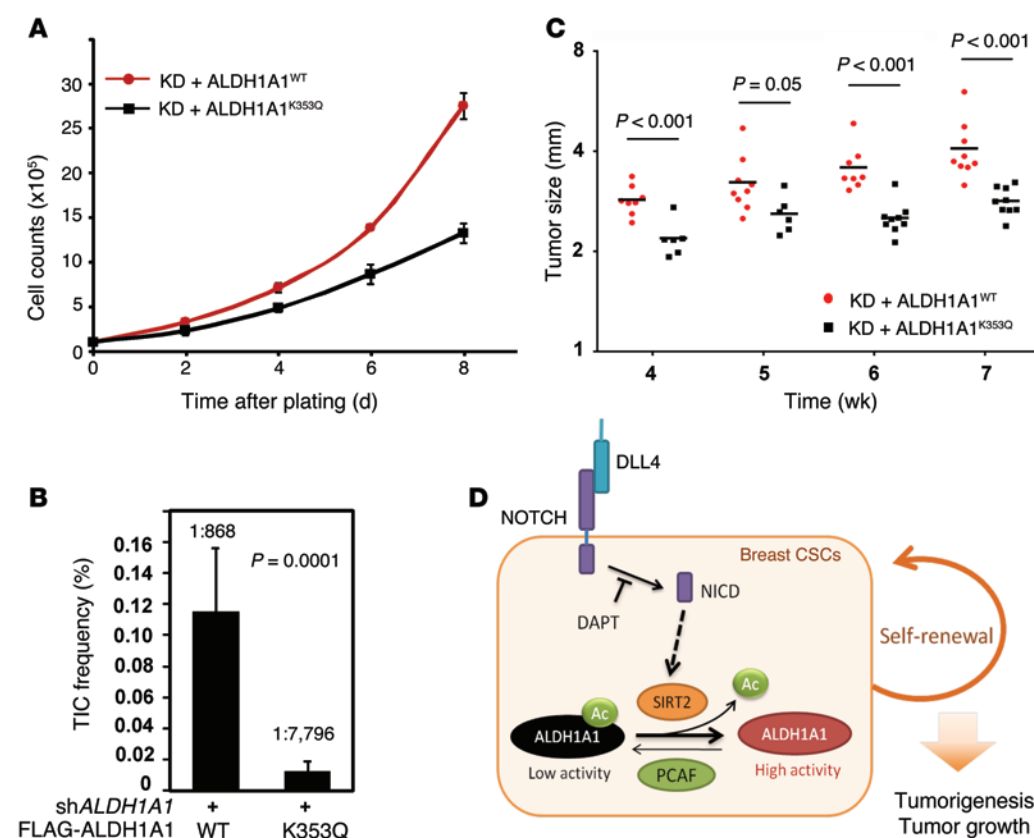 A
Cell counts (x10⁵)
30
25
20
15
10
5
0
0 2 4 6 8
Time after plating (d)
KD + ALDH1A1ᵂᵀ
KD + ALDH1A1ᴷ³⁵³Q
C
Tumor size (mm)
8
4
2
1
P < 0.001
P = 0.05
P < 0.001
P < 0.001
KD + ALDH1A1ᵂᵀ
KD + ALDH1A1ᴷ³⁵³Q
4 5 6 7
Time (wk)
B
TIC frequency (%)
0.16
0.14
0.12
0.10
0.08
0.06
0.04
0.02
0
1:868
P = 0.0001
1:7,796
shALDH1A1 + +
FLAG-ALDH1A1 WT K353Q
D
DLL4
NOTCH
Breast CSCs
NICD
DAPT
Self-renewal
SIRT2
Ac
Ac
ALDH1A1
ALDH1A1
Low activity
High activity
PCAF
Tumorigenesis
Tumor growth